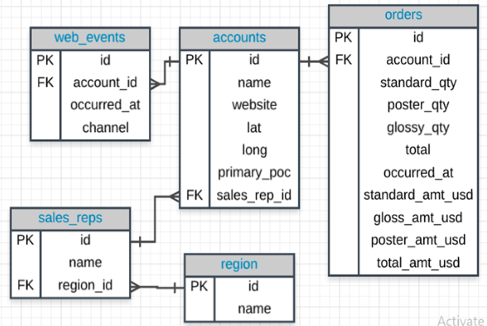 web_events
PK id
FK account_id
occurred_at
channel
accounts
PK id
name
website
lat
long
primary_poc
FK sales_rep_id
orders
PK id
FK account_id
standard_qty
poster_qty
glossy_qty
total
occurred_at
standard_amt_usd
gloss_amt_usd
poster_amt_usd
total_amt_usd
sales_reps
PK id
name
FK region_id
region
PK id
name
Activate